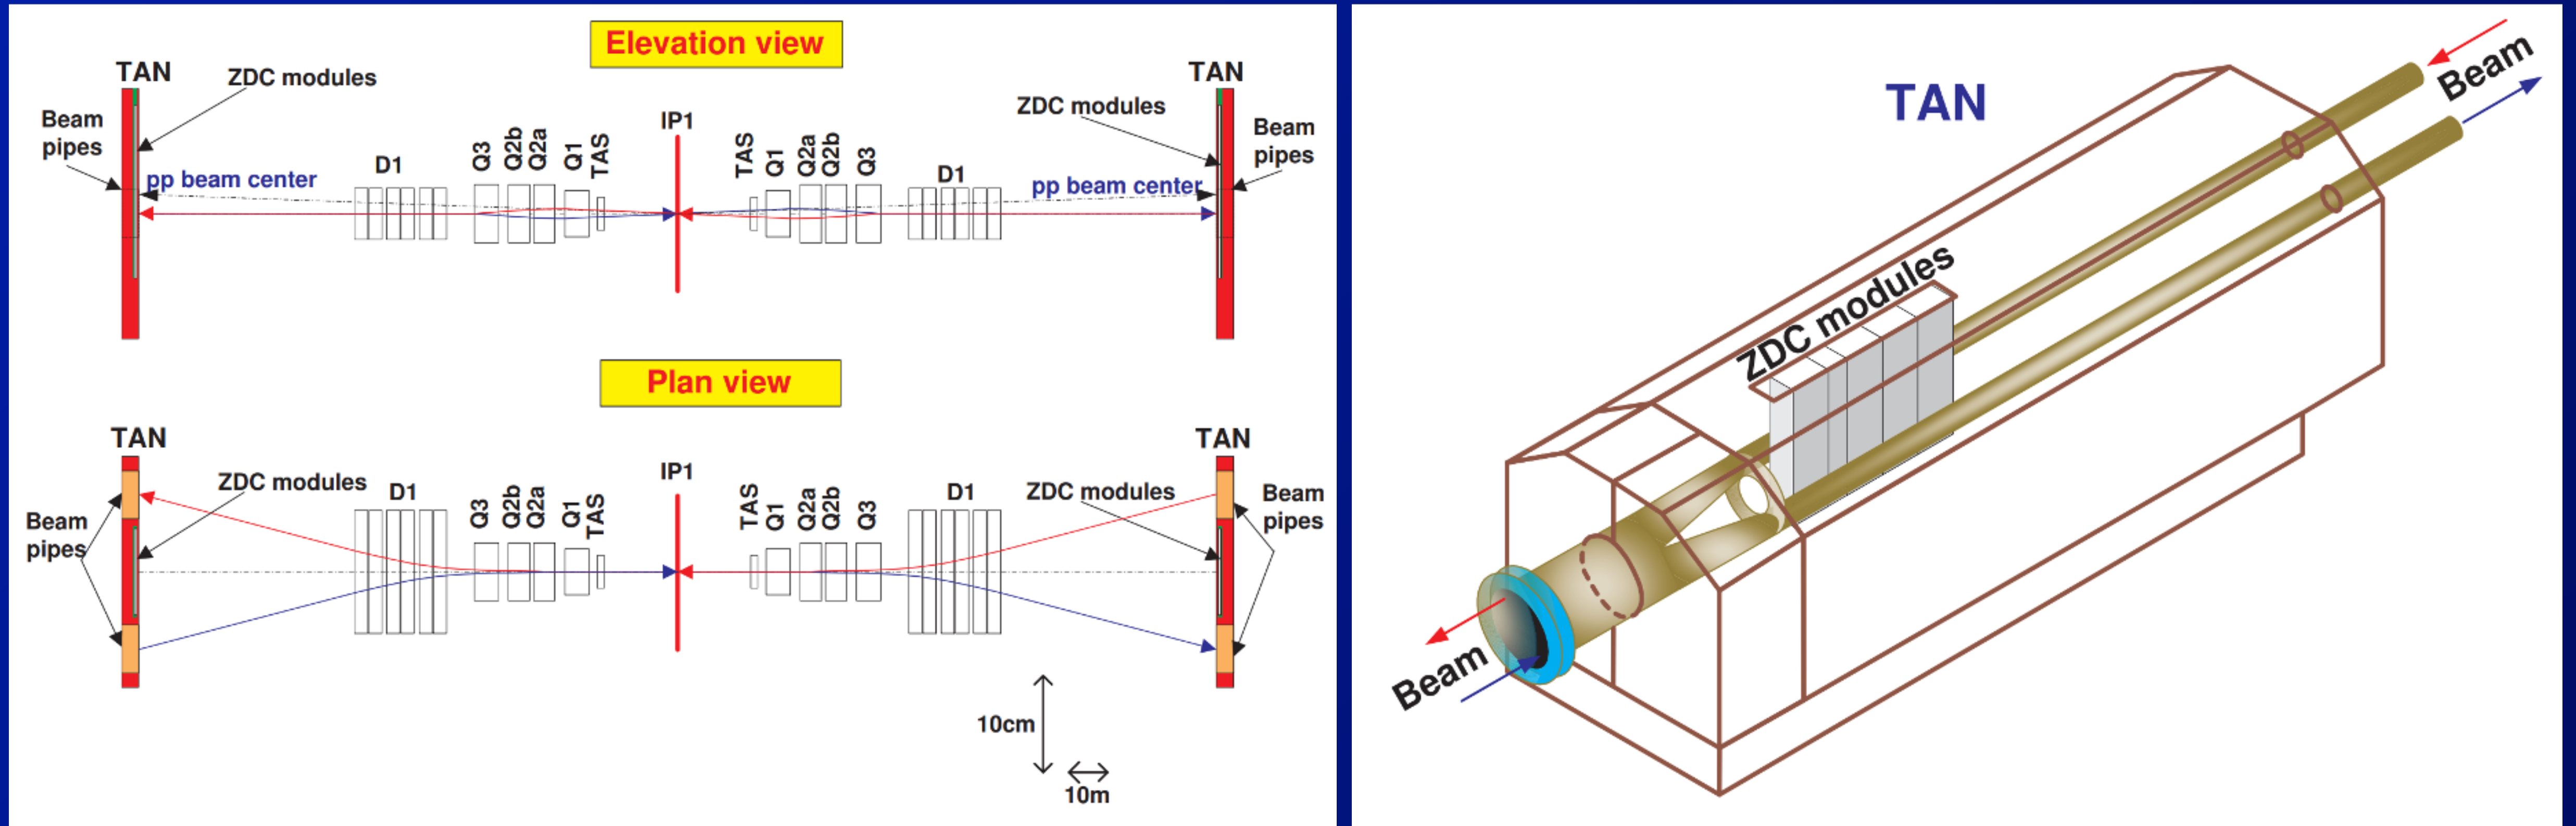 Elevation view
TAN
ZDC modules
Beam
pipes
pp beam center
D1
Q3
Q2b
Q2a
Q1
TAS
IP1
TAS
Q1
Q2a
Q2b
Q3
D1
pp beam center
ZDC modules
TAN
Beam
pipes
Plan view
TAN
ZDC modules
Beam
pipes
D1
Q3
Q2b
Q2a
Q1
TAS
IP1
TAS
Q1
Q2a
Q2b
Q3
D1
ZDC modules
TAN
Beam
pipes
10cm
10m
TAN
Beam
ZDC modules
Beam